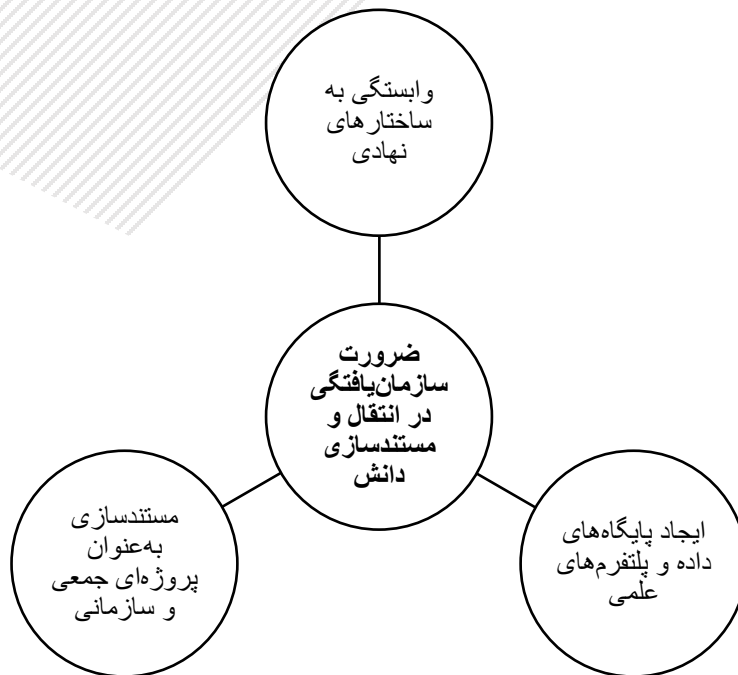 وابستگی به
ساختارهای
نهادی
ضرورت
سازمان‌یافتگی
در انتقال و
مستندسازی
دانش
ایجاد پایگاه‌های
داده و پلتفرم‌های
علمی
مستندسازی
به‌عنوان
پروژه‌ای جمعی
و سازمانی